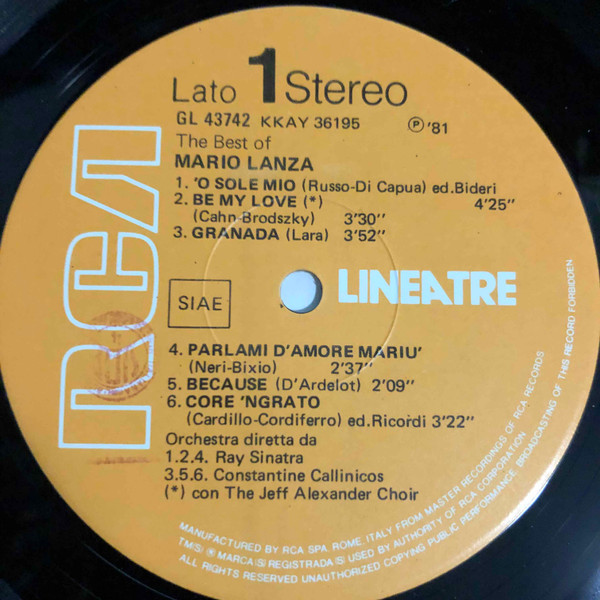 Lato 1 Stereo
GL 43742 KKAY 36195 Ⓟ '81
The Best of
MARIO LANZA
1. 'O SOLE MIO (Russo-Di Capua) ed.Bideri
2. BE MY LOVE (*) 4'25"
(Cahn-Brodszky) 3'30"
3. GRANADA (Lara) 3'52"
RCA
SIAE
LINEATRE
4. PARLAMI D'AMORE MARIU'
(Neri-Bixio) 2'37"
5. BECAUSE (D'Ardelot) 2'09"
6. CORE 'NGRATO
(Cardillo-Cordiferro) ed.Ricordi 3'22"
Orchestra diretta da
1.2.4. Ray Sinatra
3.5.6. Constantine Callinicos
(*) con The Jeff Alexander Choir
MANUFACTURED BY RCA SPA. ROME, ITALY FROM MASTER RECORDINGS OF RCA RECORDS
TM(S) ® MARCA(S) REGISTRADA(S) USED BY AUTHORITY OF RCA CORPORATION
ALL RIGHTS RESERVED UNAUTHORIZED COPYING PUBLIC PERFORMANCE, BROADCASTING OF THIS RECORD FORBIDDEN